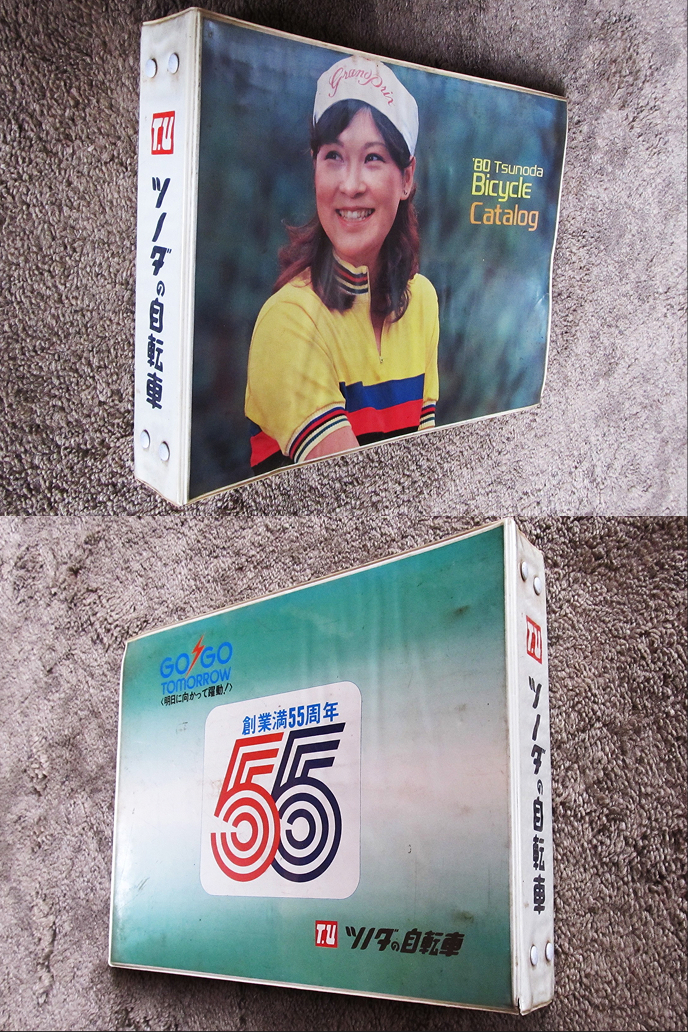 T.U
ツノダの自転車
Grand Prix
'80 Tsunoda
Bicycle
Catalog
GO GO
TOMORROW
〈明日に向かって躍動!〉
創業満55周年
55
T.U ツノダの自転車
T.U
ツノダの自転車